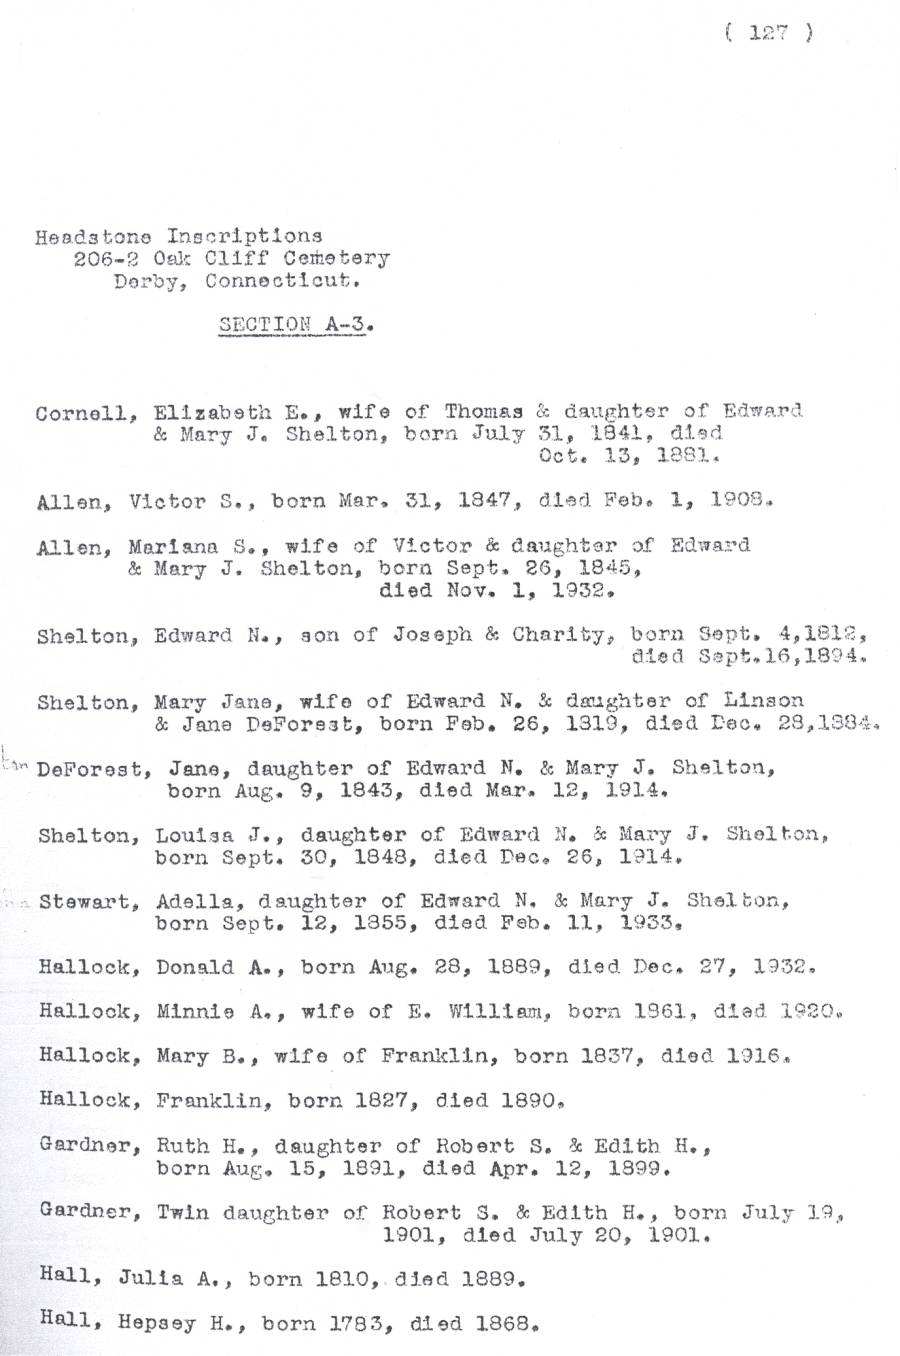 ( 127 )
Headstone Inscriptions
206-2 Oak Cliff Cemetery
Derby, Connecticut.
SECTION A-3.
Cornell, Elizabeth E., wife of Thomas & daughter of Edward
& Mary J. Shelton, born July 31, 1841, died
Oct. 13, 1881.
Allen, Victor S., born Mar. 31, 1847, died Feb. 1, 1908.
Allen, Mariana S., wife of Victor & daughter of Edward
& Mary J. Shelton, born Sept. 26, 1845,
died Nov. 1, 1932.
Shelton, Edward N., son of Joseph & Charity, born Sept. 4,1812,
died Sept.16,1894.
Shelton, Mary Jane, wife of Edward N. & daughter of Linson
& Jane DeForest, born Feb. 26, 1819, died Dec. 28,1884.
DeForest, Jane, daughter of Edward N. & Mary J. Shelton,
born Aug. 9, 1843, died Mar. 12, 1914.
Shelton, Louisa J., daughter of Edward N. & Mary J. Shelton,
born Sept. 30, 1848, died Dec. 26, 1914.
Stewart, Adella, daughter of Edward N. & Mary J. Shelton,
born Sept. 12, 1855, died Feb. 11, 1933.
Hallock, Donald A., born Aug. 28, 1889, died Dec. 27, 1932.
Hallock, Minnie A., wife of E. William, born 1861, died 1920.
Hallock, Mary B., wife of Franklin, born 1837, died 1916.
Hallock, Franklin, born 1827, died 1890.
Gardner, Ruth H., daughter of Robert S. & Edith H.,
born Aug. 15, 1891, died Apr. 12, 1899.
Gardner, Twin daughter of Robert S. & Edith H., born July 19,
1901, died July 20, 1901.
Hall, Julia A., born 1810, died 1889.
Hall, Hepsey H., born 1783, died 1868.